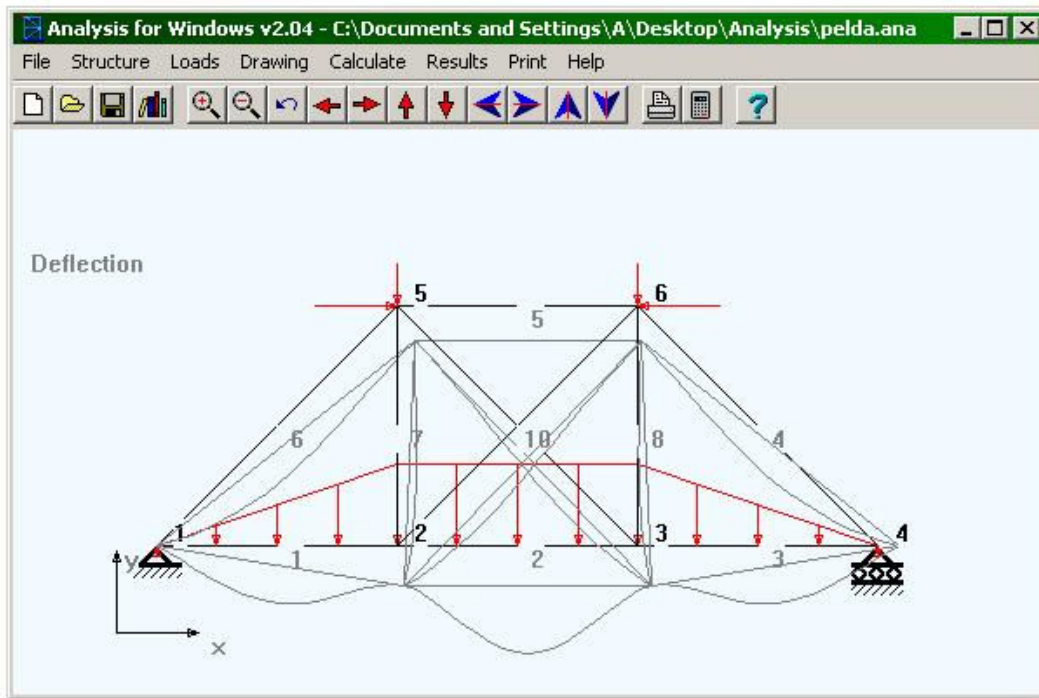 Analysis for Windows v2.04 - C:\Documents and Settings\A\Desktop\Analysis\pelda.ana
File Structure Loads Drawing Calculate Results Print Help
?
Deflection
5 6
5
6 7 10 8 4
1 2 3 4
y 1 2 3
x